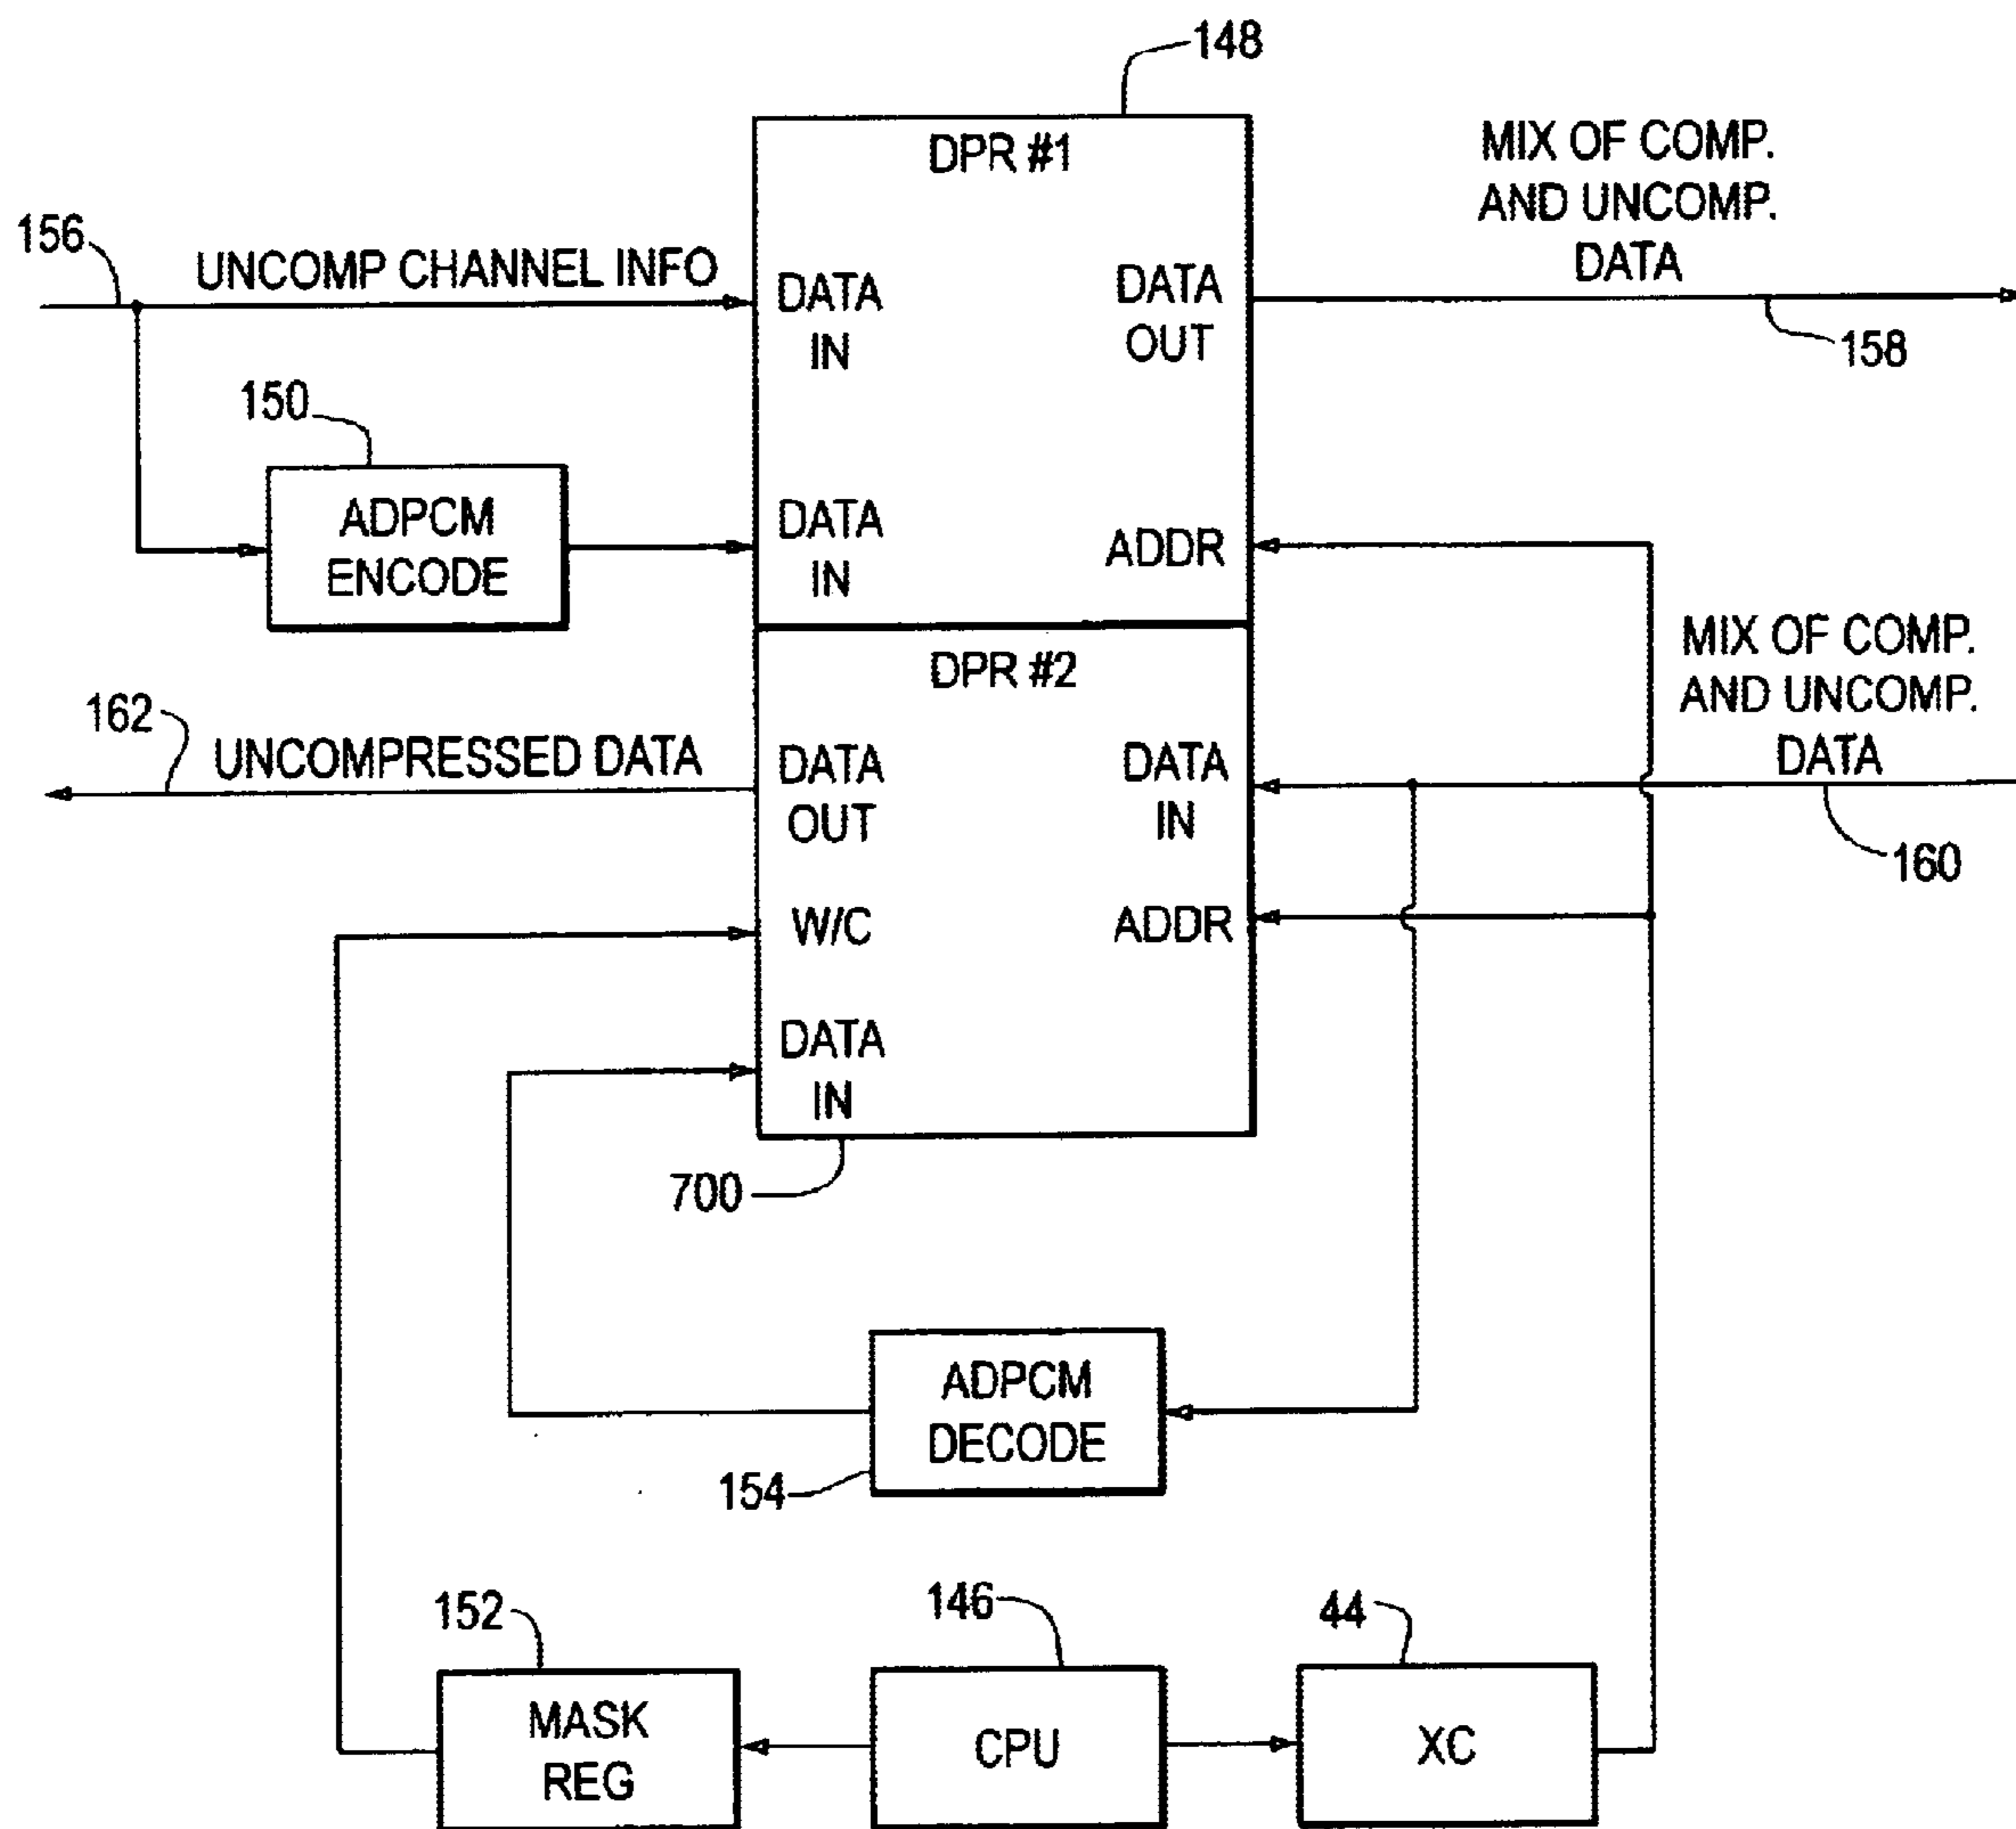 148
DPR #1
MIX OF COMP.
AND UNCOMP.
DATA
156
UNCOMP CHANNEL INFO
DATA
IN
DATA
OUT
158
150
ADPCM
ENCODE
DATA
IN
ADDR
DPR #2
MIX OF COMP.
AND UNCOMP.
DATA
162
UNCOMPRESSED DATA
DATA
OUT
DATA
IN
160
W/C
ADDR
DATA
IN
700
ADPCM
DECODE
154
152
146
44
MASK
REG
CPU
XC